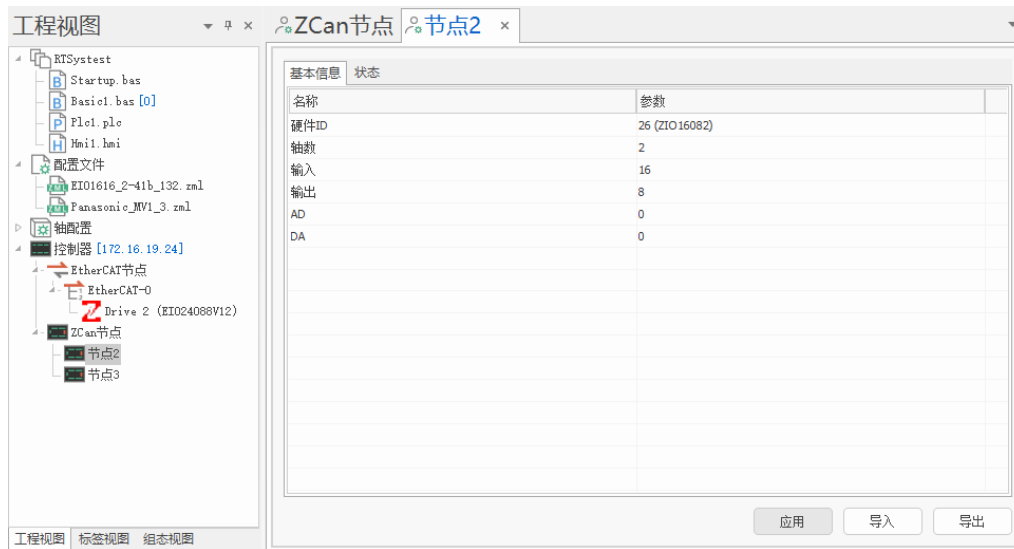 工程视图
RTSystest
Startup.bas
Basic1.bas [0]
Plc1.plc
Hmi1.hmi
配置文件
EIO1616_2-41b_132.zml
Panasonic_MV1_3.zml
轴配置
控制器 [172.16.19.24]
EtherCAT节点
EtherCAT-0
Drive 2 (EIO24088V12)
ZCan节点
节点2
节点3
工程视图 标签视图 组态视图
ZCan节点 节点2 ×
基本信息 状态
名称 参数
硬件ID 26 (ZIO16082)
轴数 2
输入 16
输出 8
AD 0
DA 0
应用 导入 导出